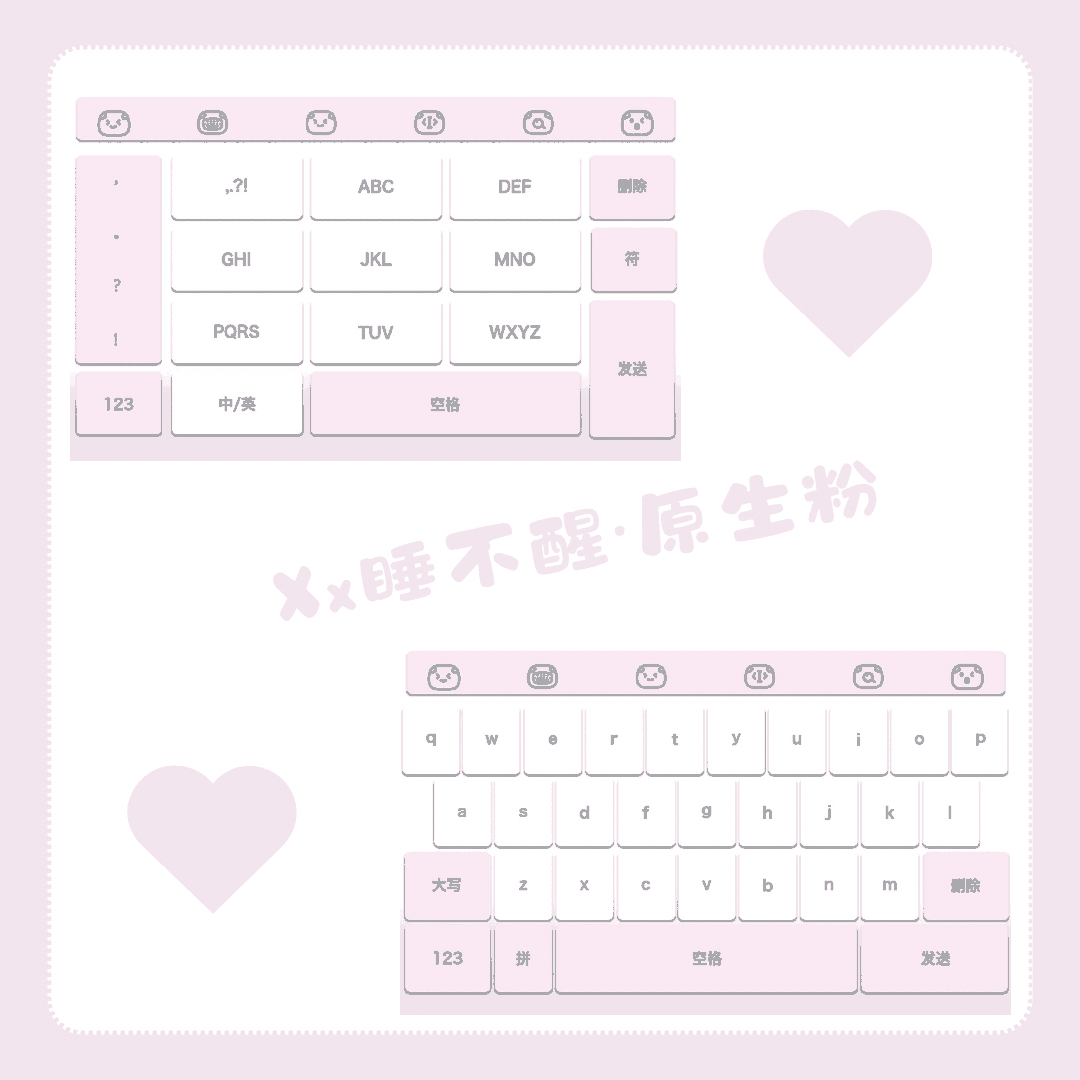 ，
,.?!
ABC
DEF
删除
。
GHI
JKL
MNO
符
?
PQRS
TUV
WXYZ
!
发送
123
中/英
空格
Xx睡不醒·原生粉
q w e r t y u i o p
a s d f g h j k l
大写 z x c v b n m 删除
123 拼 空格 发送